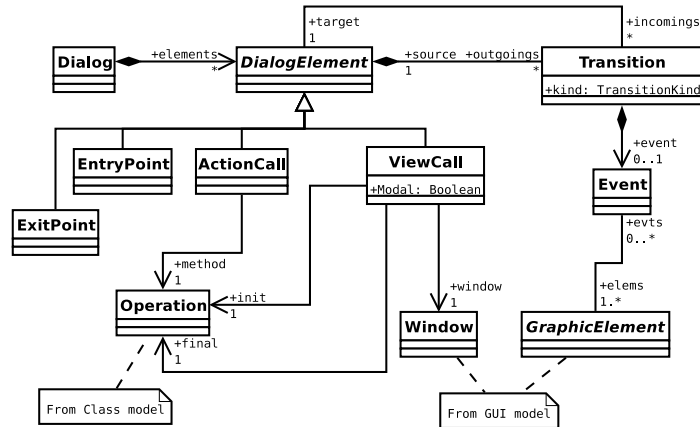 +target
1
+incomings
*
Dialog
+elements
*
DialogElement
+source +outgoings
1
*
Transition
+kind: TransitionKind
+event
0..1
EntryPoint
ActionCall
ViewCall
+Modal: Boolean
Event
ExitPoint
+evts
0..*
+method
1
Operation
+init
1
+window
1
+elems
1.*
Window
GraphicElement
+final
1
From Class model
From GUI model